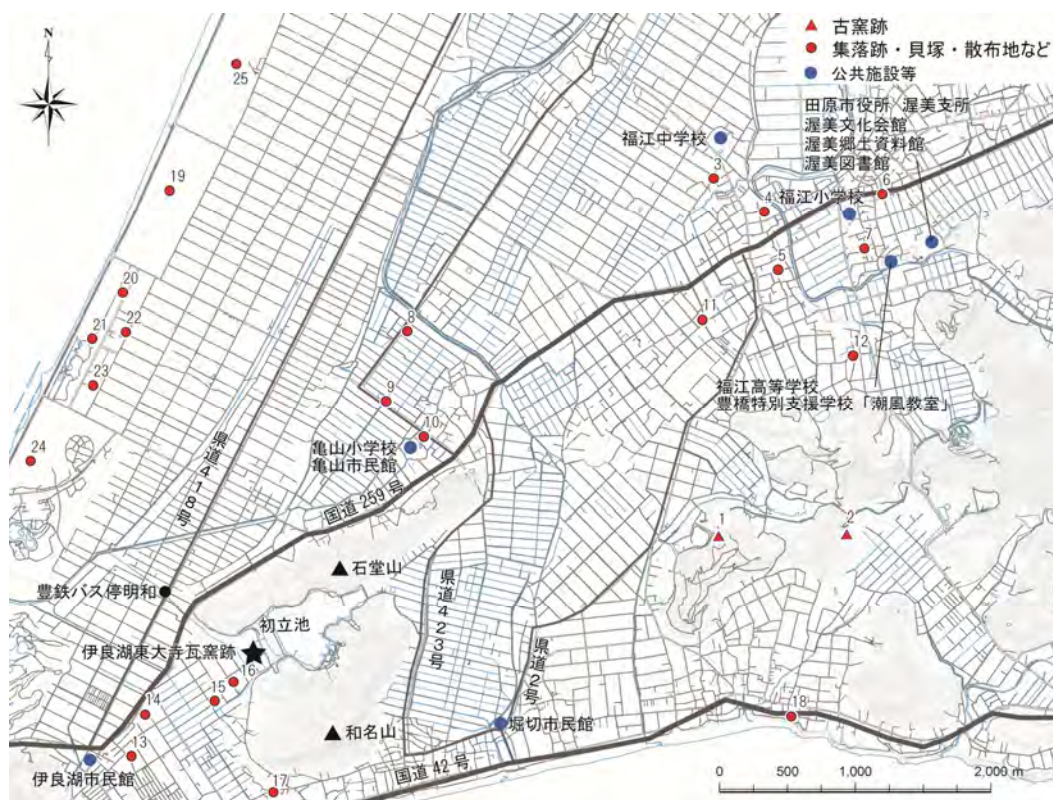 N
古窯跡
集落跡・貝塚・散布地など
公共施設等
田原市役所 渥美支所
渥美文化会館
渥美郷土資料館
渥美図書館
25
福江中学校
3
19
6
4
福江小学校
7
5
20
11
21
22
8
12
23
9
福江高等学校
豊橋特別支援学校「潮風教室」
10
亀山小学校
亀山市民館
24
県道418号
国道259号
1
2
石堂山
豊鉄バス停明和
県道423号
初立池
伊良湖東大寺瓦窯跡
県道2号
16
15
14
18
堀切市民館
和名山
13
伊良湖市民館
国道42号
17
0
500
1,000
2,000 m